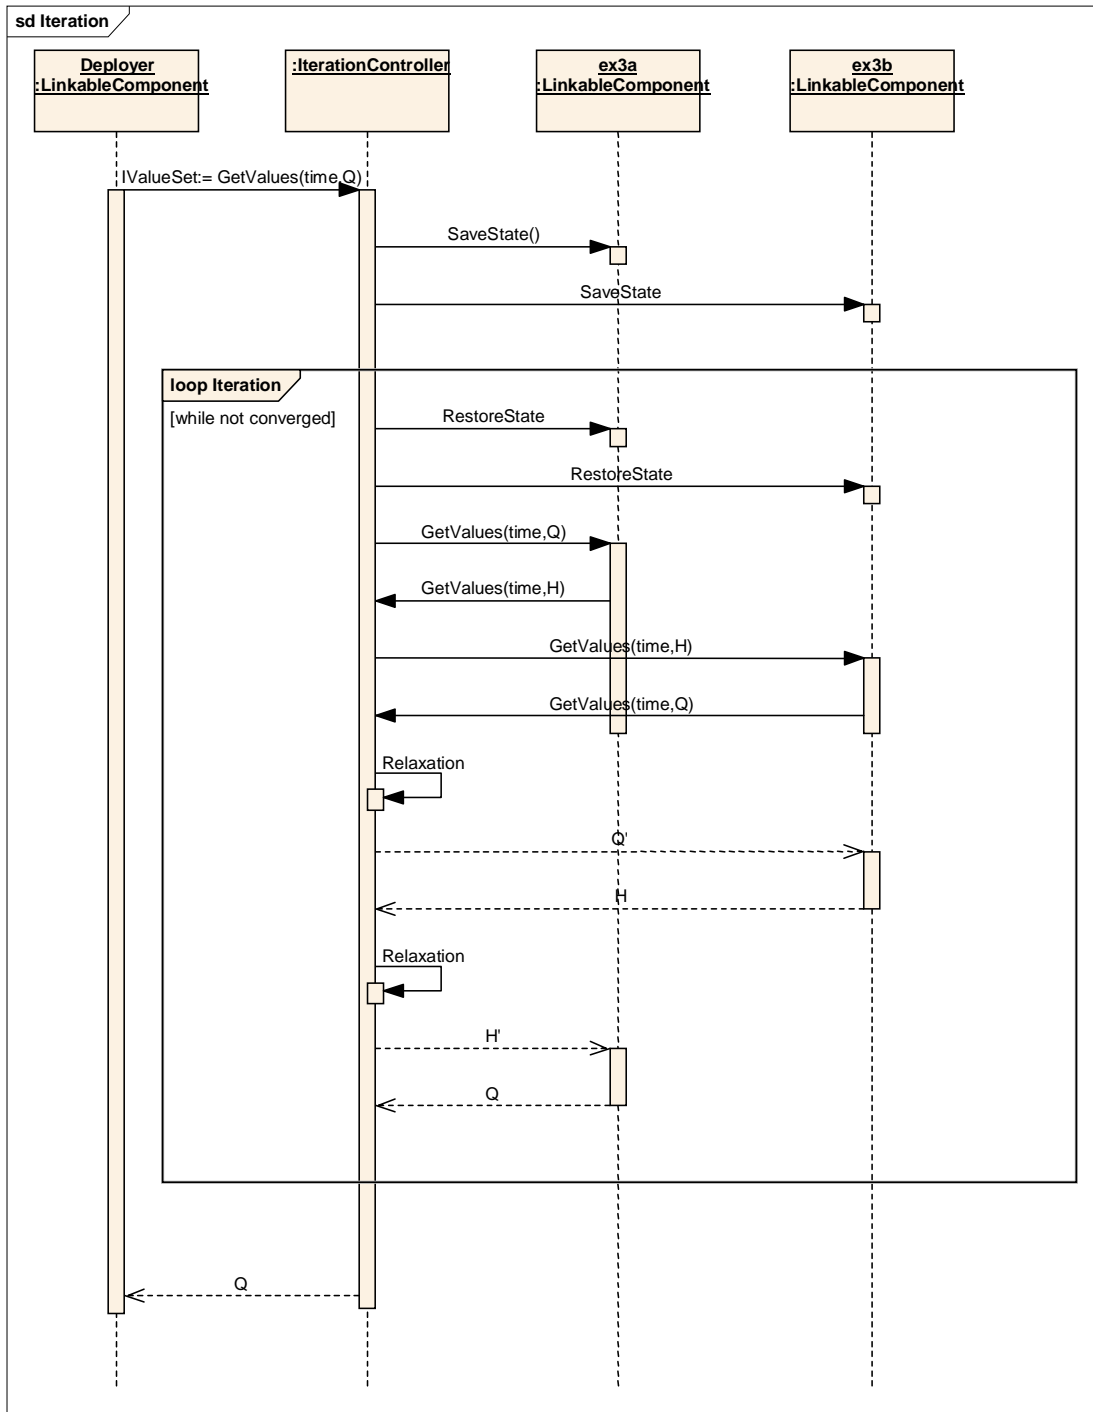 sd Iteration
Deployer
:LinkableComponent
:IterationController
ex3a
:LinkableComponent
ex3b
:LinkableComponent
IValueSet:= GetValues(time,Q)
SaveState()
SaveState
loop Iteration
[while not converged]
RestoreState
RestoreState
GetValues(time,Q)
GetValues(time,H)
GetValues(time,H)
GetValues(time,Q)
Relaxation
Q'
H
Relaxation
H'
Q
Q